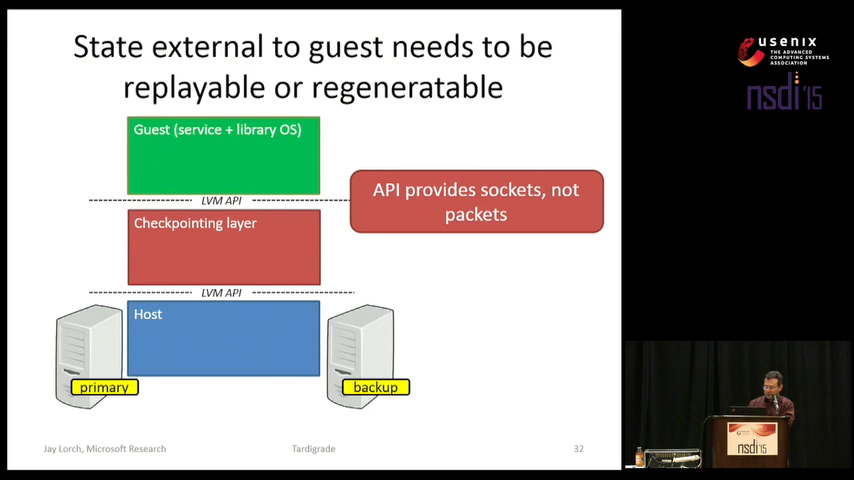 State external to guest needs to be
replayable or regeneratable
Guest (service + library OS)
LVM API
Checkpointing layer
LVM API
Host
primary
backup
API provides sockets, not
packets
Jay Lorch, Microsoft Research
Tardigrade
32
usenix
THE ADVANCED
COMPUTING SYSTEMS
ASSOCIATION
nsdi'15
nsdi'15